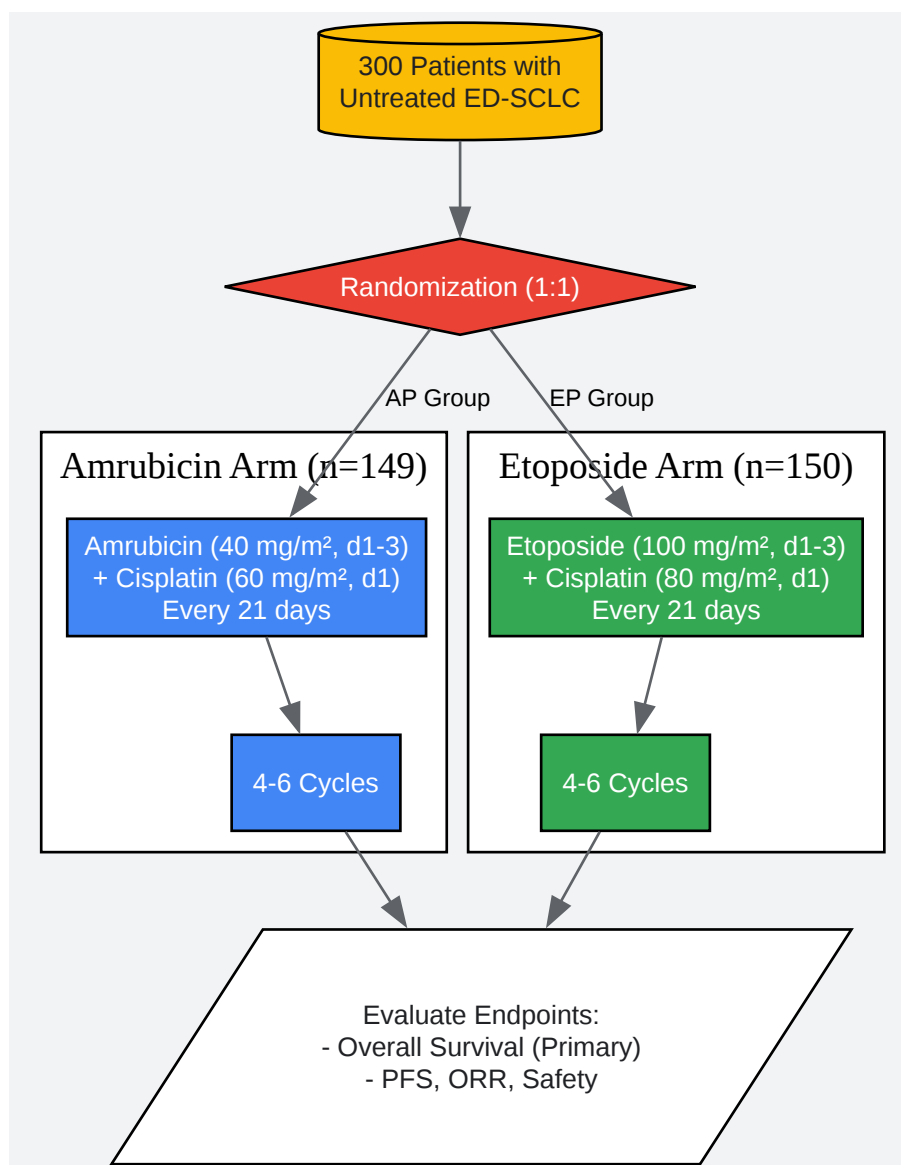 300 Patients with
Untreated ED-SCLC
Randomization (1:1)
AP Group
EP Group
Amrubicin Arm (n=149)
Amrubicin (40 mg/m², d1-3)
+ Cisplatin (60 mg/m², d1)
Every 21 days
4-6 Cycles
Etoposide Arm (n=150)
Etoposide (100 mg/m², d1-3)
+ Cisplatin (80 mg/m², d1)
Every 21 days
4-6 Cycles
Evaluate Endpoints:
- Overall Survival (Primary)
- PFS, ORR, Safety